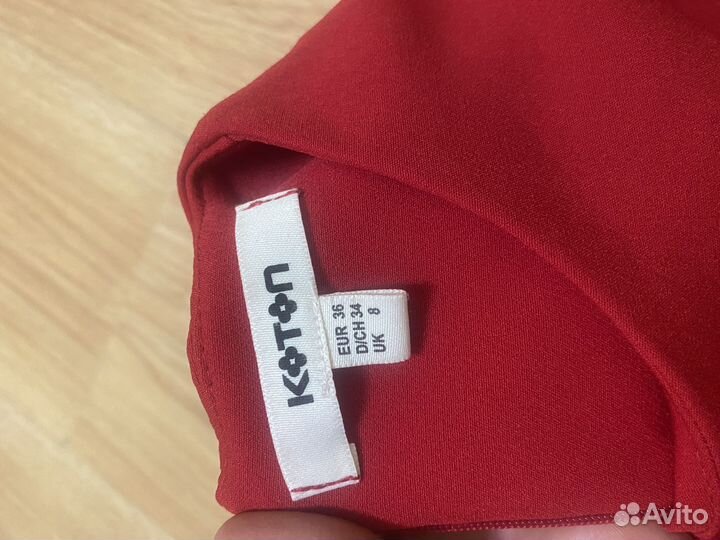 KOTON
EUR 36
D/CH 34
UK 8
Avito